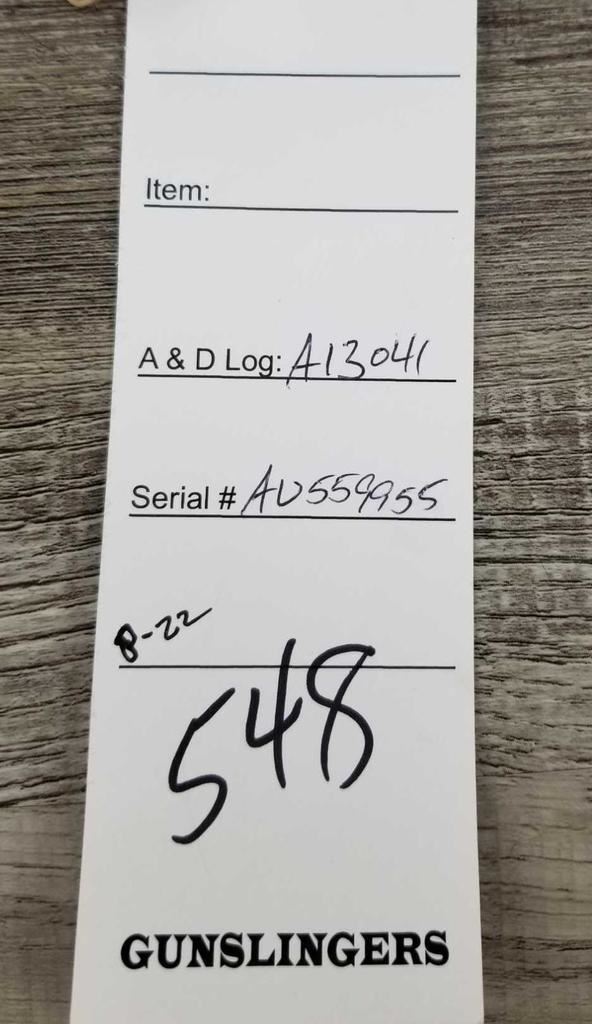 Item:
A & D Log: A13041
Serial # AU559955
8-22
548
GUNSLINGERS